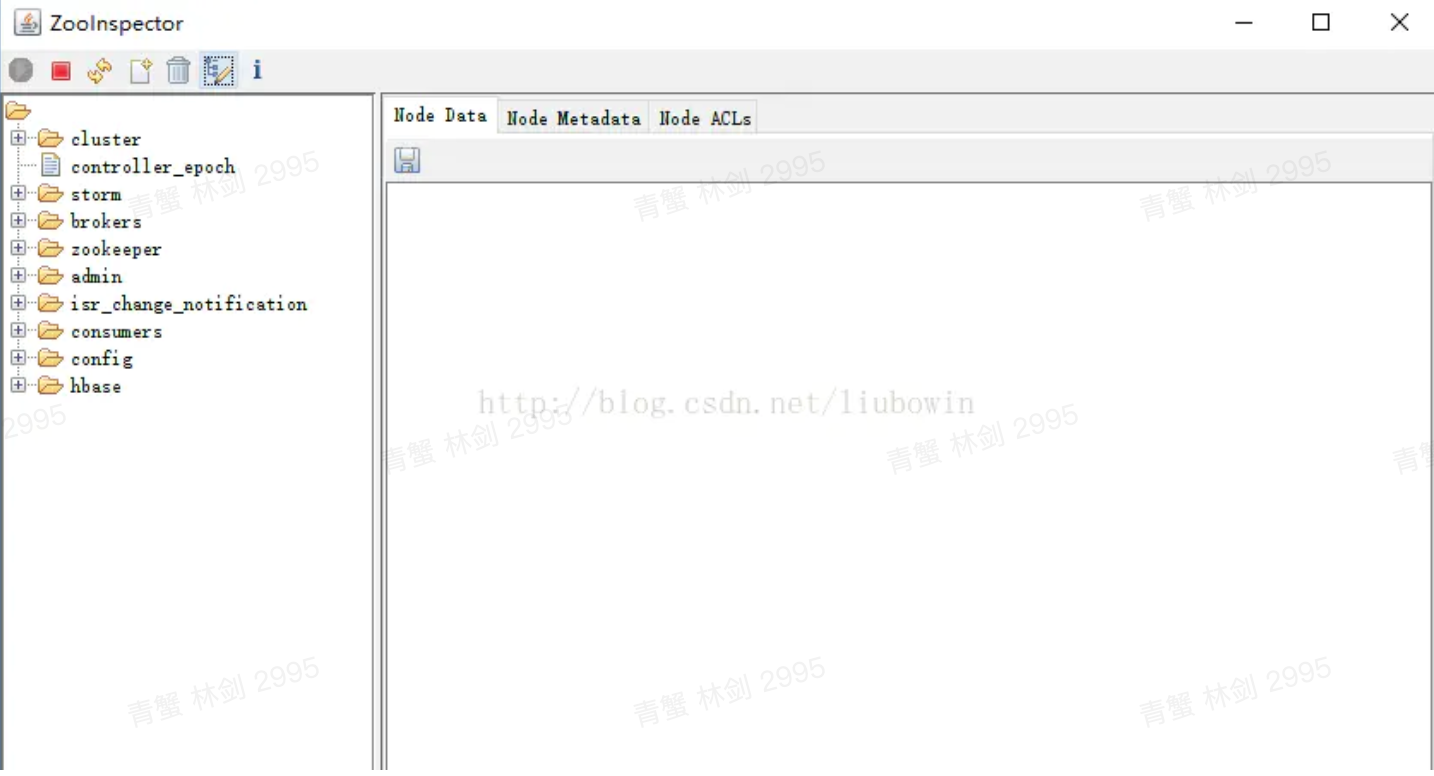 ZooInspector
cluster
controller_epoch
storm
brokers
zookeeper
admin
isr_change_notification
consumers
config
hbase
Node Data
Node Metadata
Node ACLs
http://blog.csdn.net/liubowin
青蟹 林剑 2995
青蟹 林剑 2995
青蟹 林剑 2995
2995
青蟹 林剑 2995
青蟹 林剑 2995
青蟹
青蟹 林剑 2995
青蟹 林剑 2995
青蟹 林剑 2995